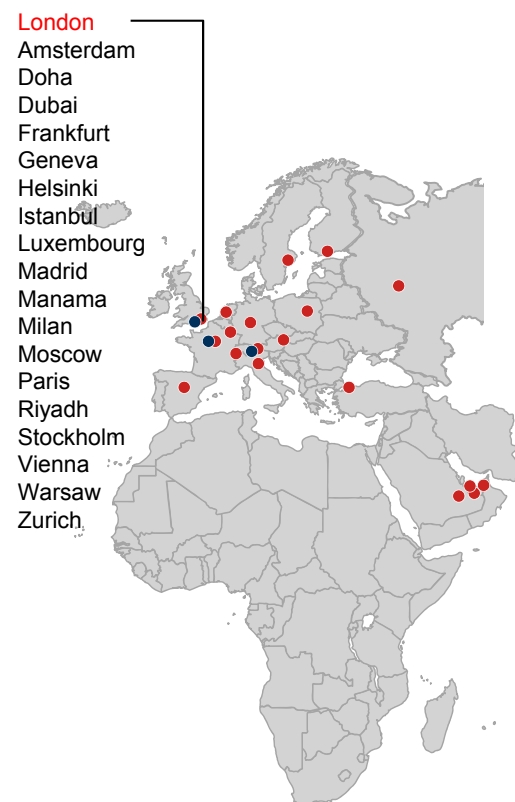 London
Amsterdam
Doha
Dubai
Frankfurt
Geneva
Helsinki
Istanbul
Luxembourg
Madrid
Manama
Milan
Moscow
Paris
Riyadh
Stockholm
Vienna
Warsaw
Zurich